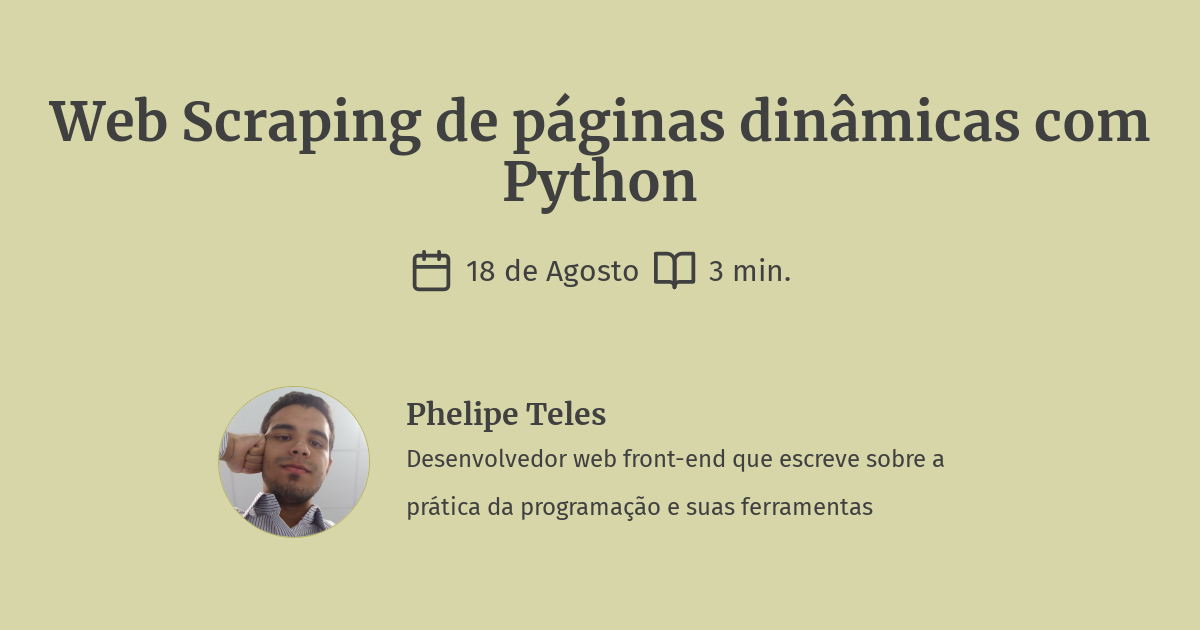 Web Scraping de páginas dinâmicas com
Python
18 de Agosto 3 min.
Phelipe Teles
Desenvolvedor web front-end que escreve sobre a
prática da programação e suas ferramentas